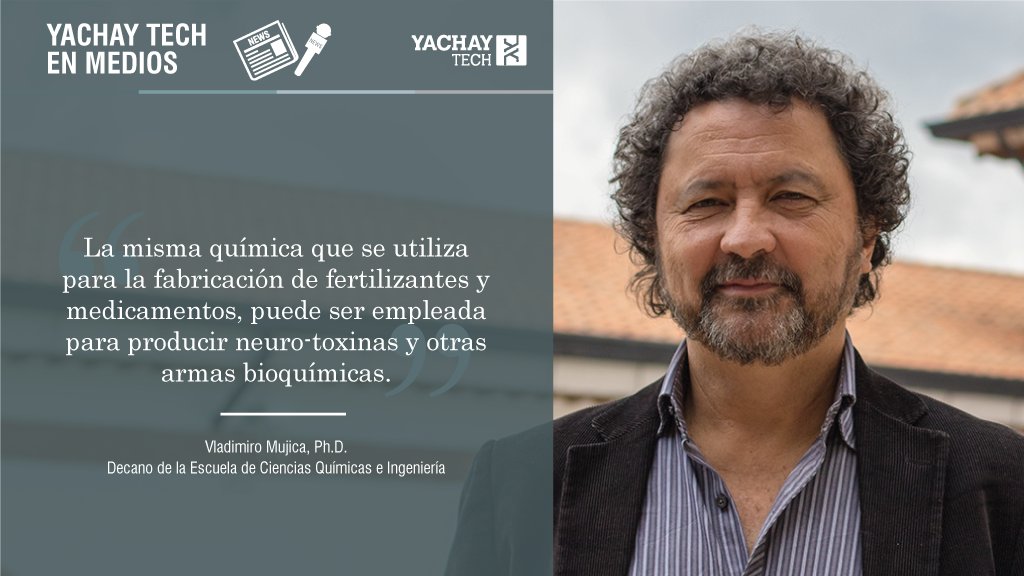 YACHAY TECH
EN MEDIOS
NEWS
NEWS
YACHAY
TECH
“La misma química que se utiliza
para la fabricación de fertilizantes y
medicamentos, puede ser empleada
para producir neuro-toxinas y otras
armas bioquímicas.”
Vladimiro Mujica, Ph.D.
Decano de la Escuela de Ciencias Químicas e Ingeniería